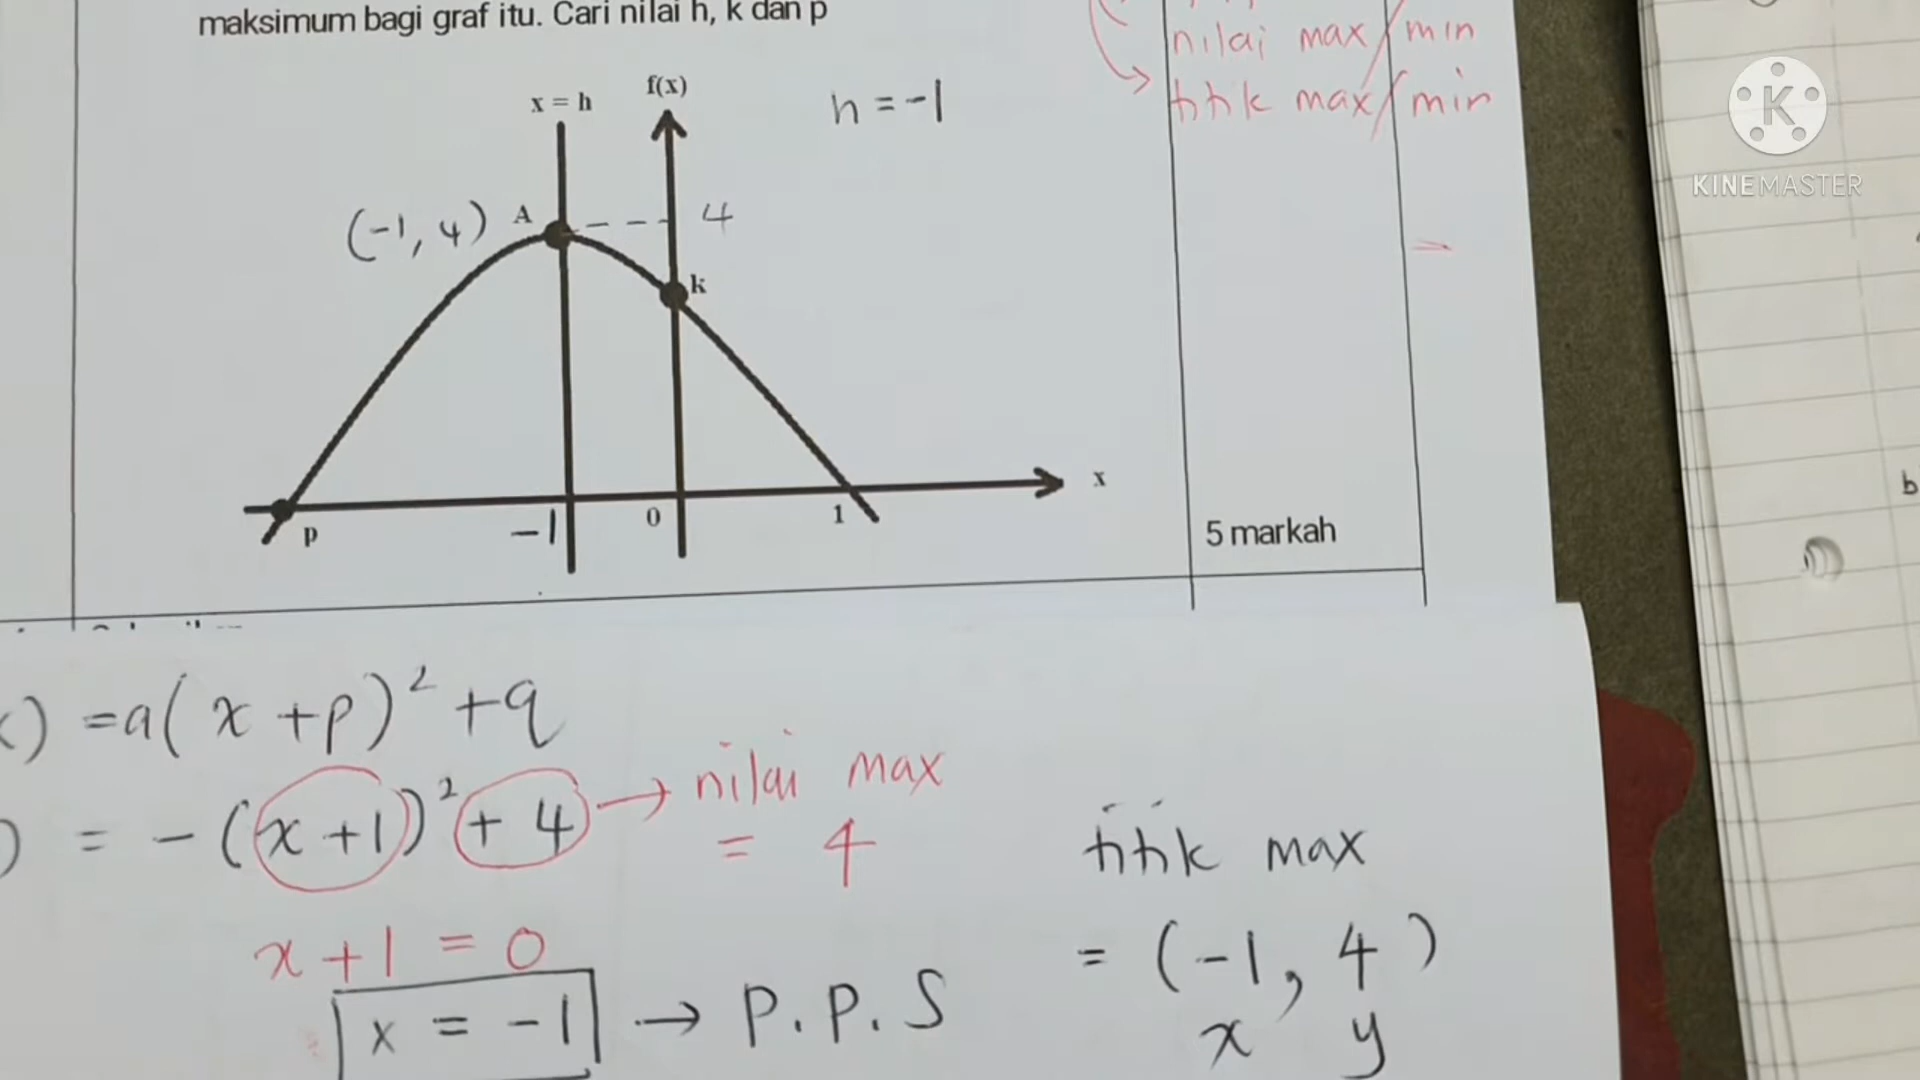 maksimum bagi graf itu. Cari nilai h, k dan p
nilai max/min
titik max/min
KINEMASTER
x = h
f(x)
h = -1
(-1, 4)
A
4
k
x
p
-1
0
1
5 markah
) = a(x + p)² + q
) = -(x + 1)² + 4 → nilai max
= 4
x + 1 = 0
x = -1 → P.P.S
titik max
= (-1, 4)
x y
b